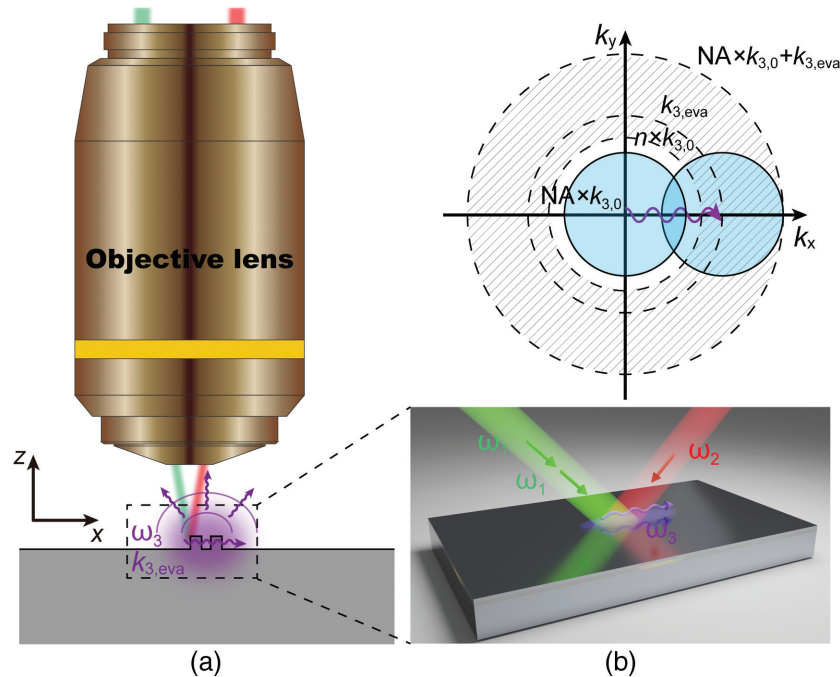 Objective lens
z
x
ω3
k3,eva
(a)
ky
NA×k3,0+k3,eva
k3,eva
n×k3,0
NA×k3,0
kx
ω1
ω1
ω2
ω3
(b)